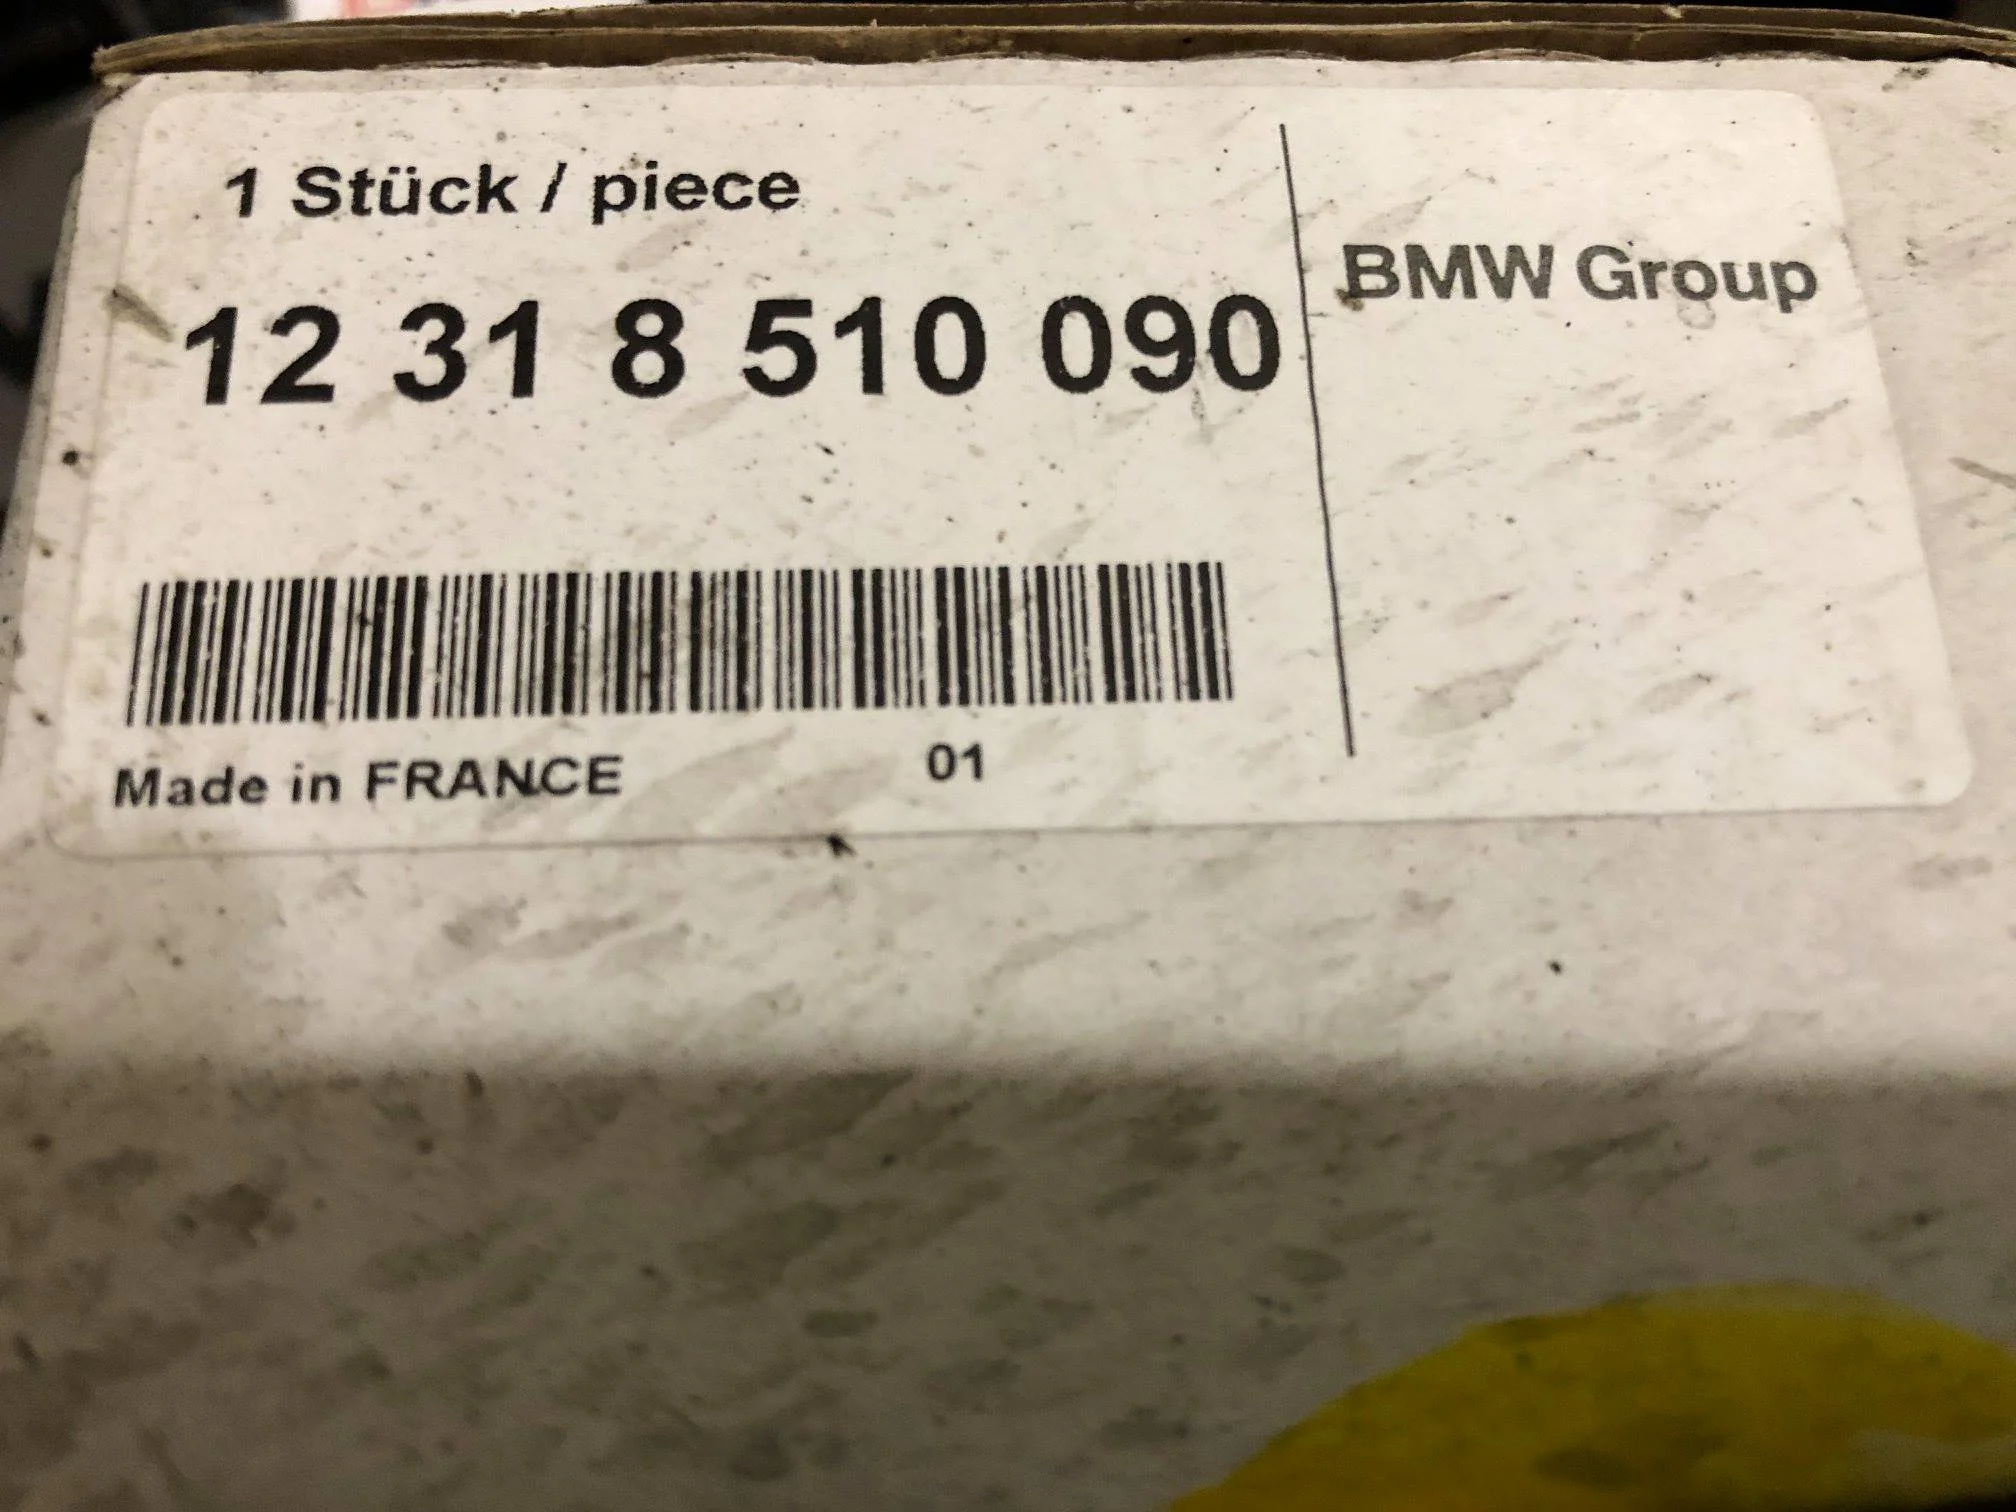 1 Stück / piece
12 31 8 510 090
BMW Group
Made in FRANCE 01